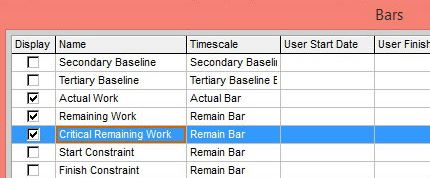 Bars
Display Name Timescale User Start Date User Finish
Secondary Baseline Secondary Baselin
Tertiary Baseline Tertiary Baseline E
Actual Work Actual Bar
Remaining Work Remain Bar
Critical Remaining Work Remain Bar
Start Constraint Remain Bar
Finish Constraint Remain Bar